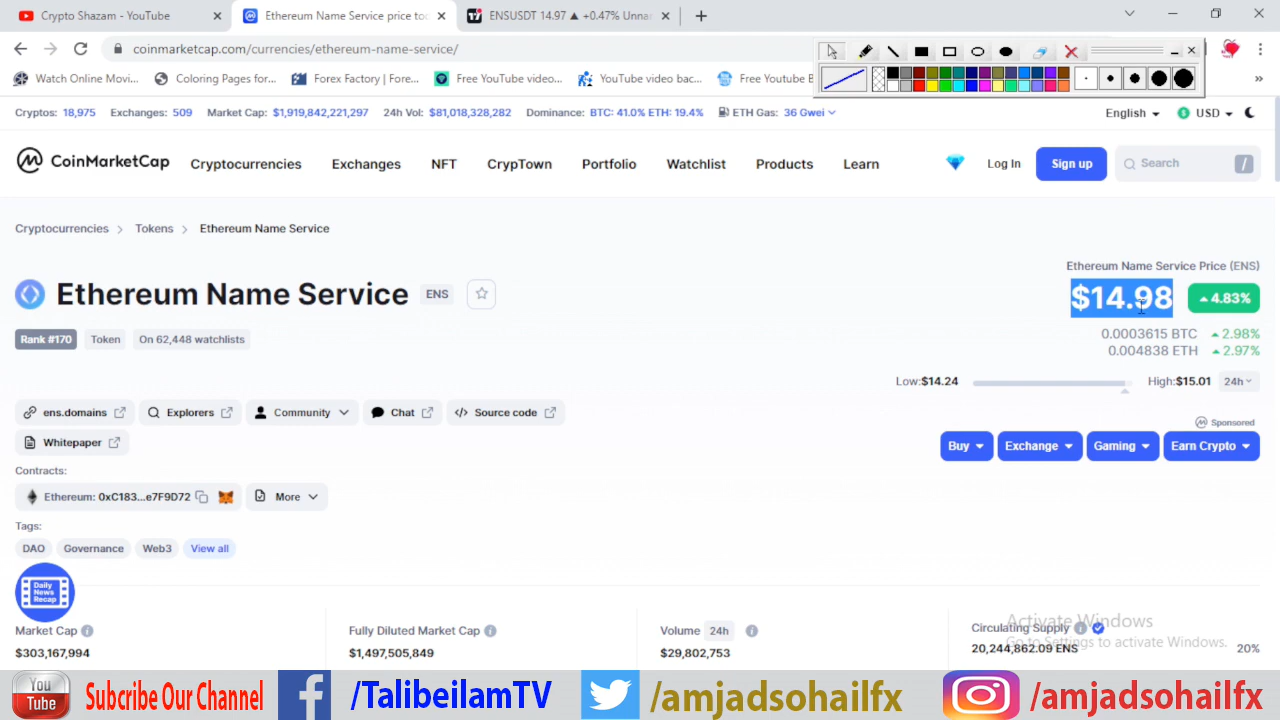 Crypto Shazam - YouTube
Ethereum Name Service price toc
ENSUSDT 14.97 ▲ +0.47% Unna
coinmarketcap.com/currencies/ethereum-name-service/
Watch Online Movi...
Coloring Pages for...
Forex Factory | Fore...
Free YouTube video...
YouTube video bac...
Free Youtube B
»
Cryptos: 18,975
Exchanges: 509
Market Cap: $1,919,842,221,297
24h Vol: $81,018,328,282
Dominance: BTC: 41.0% ETH: 19.4%
ETH Gas: 36 Gwei
English
USD
CoinMarketCap
Cryptocurrencies
Exchanges
NFT
CrypTown
Portfolio
Watchlist
Products
Learn
Log In
Sign up
Search
/
Cryptocurrencies > Tokens > Ethereum Name Service
Ethereum Name Service Price (ENS)
Ethereum Name Service
ENS
$14.98
4.83%
Rank #170
Token
On 62,448 watchlists
0.0003615 BTC
2.98%
0.004838 ETH
2.97%
Low:$14.24
High:$15.01
24h
ens.domains
Explorers
Community
Chat
</> Source code
Sponsored
Whitepaper
Buy
Exchange
Gaming
Earn Crypto
Contracts:
Ethereum: 0xC183...e7F9D72
More
Tags:
DAO
Governance
Web3
View all
Daily
News
Recap
Market Cap
Fully Diluted Market Cap
Volume 24h
Circulating Supply
$303,167,994
$1,497,505,849
$29,802,753
20,244,862.09 ENS
20%
Activate Windows
Go to Settings to activate Windows.
You
Tube
Subcribe Our Channel
/TalibeilamTV
/amjadsohailfx
/amjadsohailfx